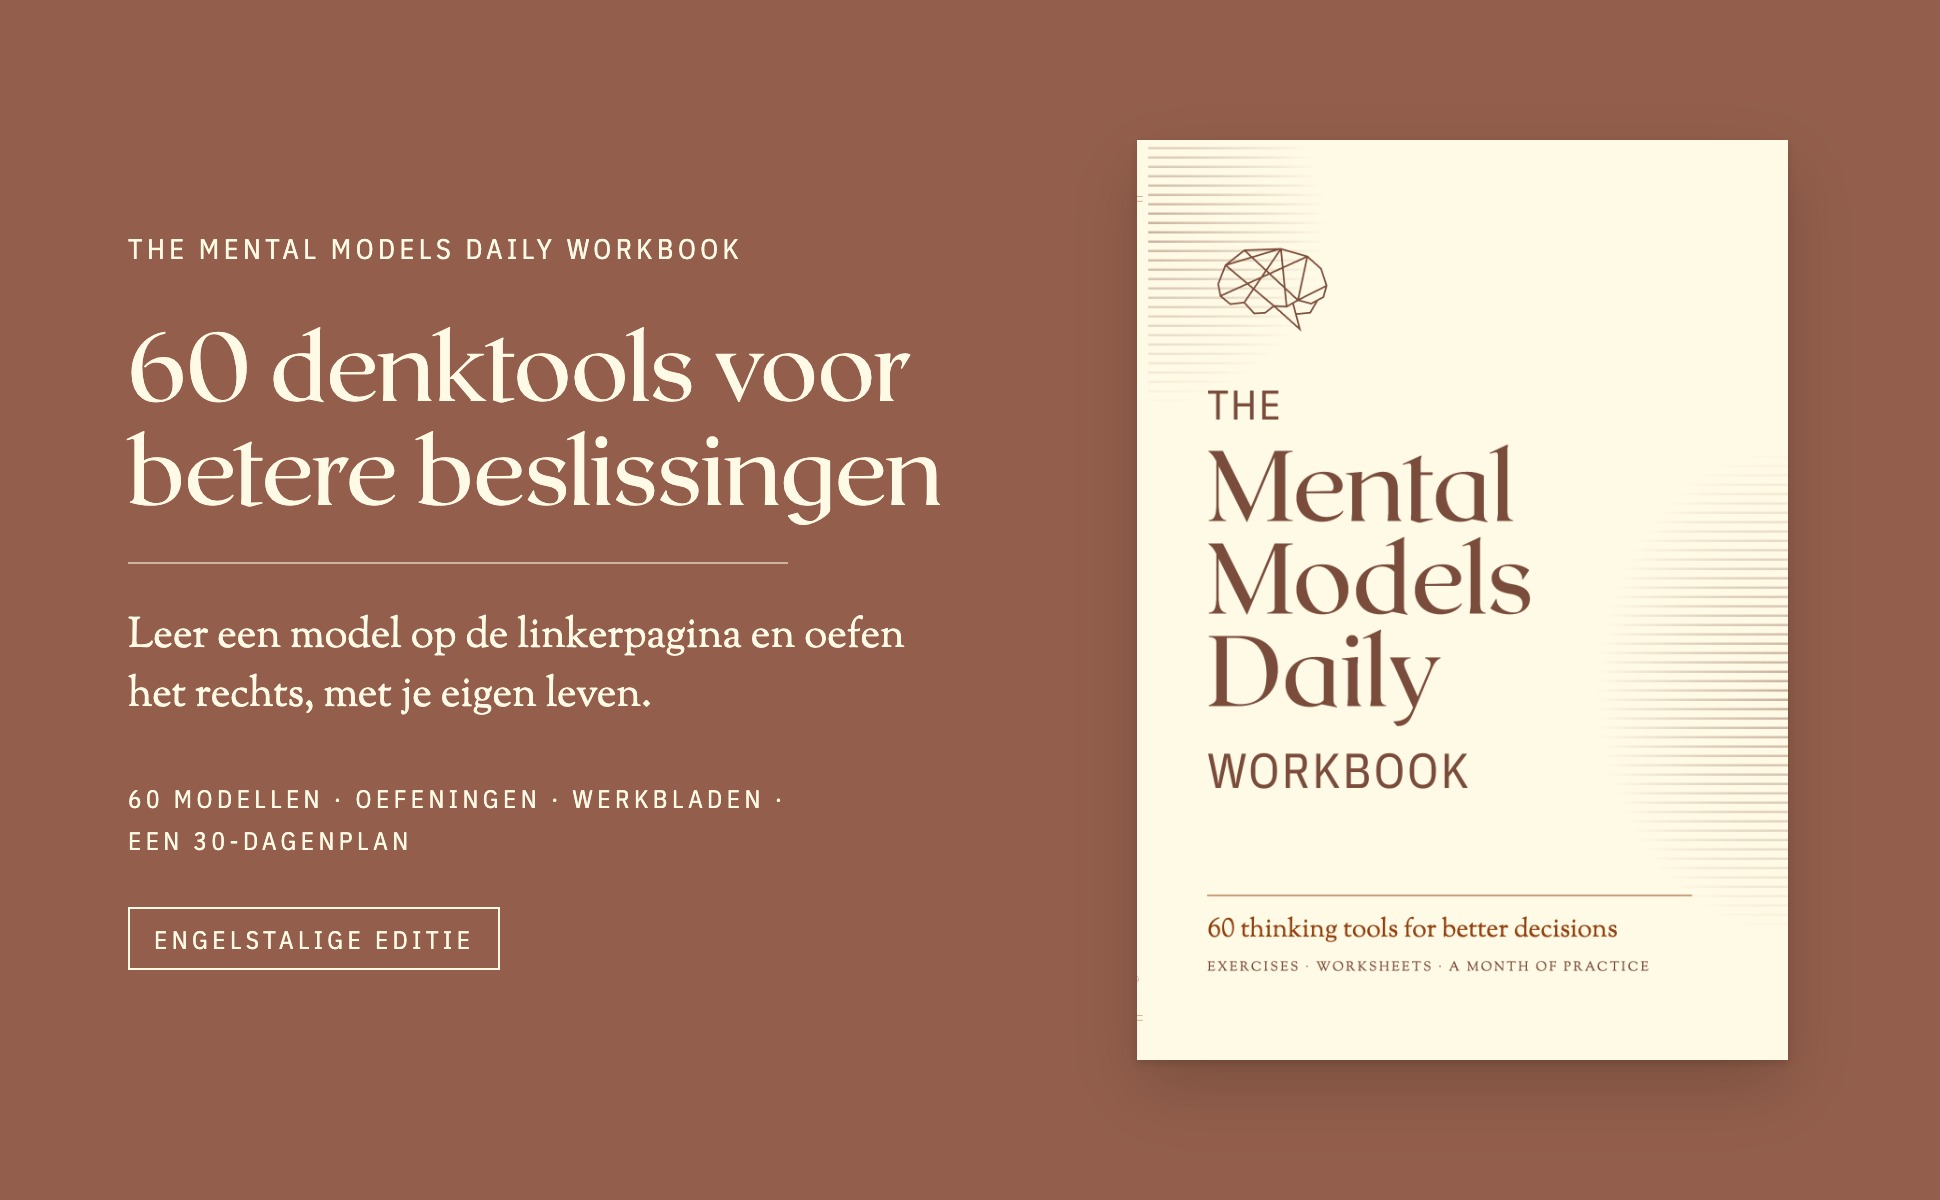 THE MENTAL MODELS DAILY WORKBOOK
60 denktools voor
betere beslissingen
Leer een model op de linkerpagina en oefen
het rechts, met je eigen leven.
60 MODELLEN · OEFENINGEN · WERKBLADEN ·
EEN 30-DAGENPLAN
ENGELSTALIGE EDITIE
THE
Mental
Models
Daily
WORKBOOK
60 thinking tools for better decisions
EXERCISES · WORKSHEETS · A MONTH OF PRACTICE